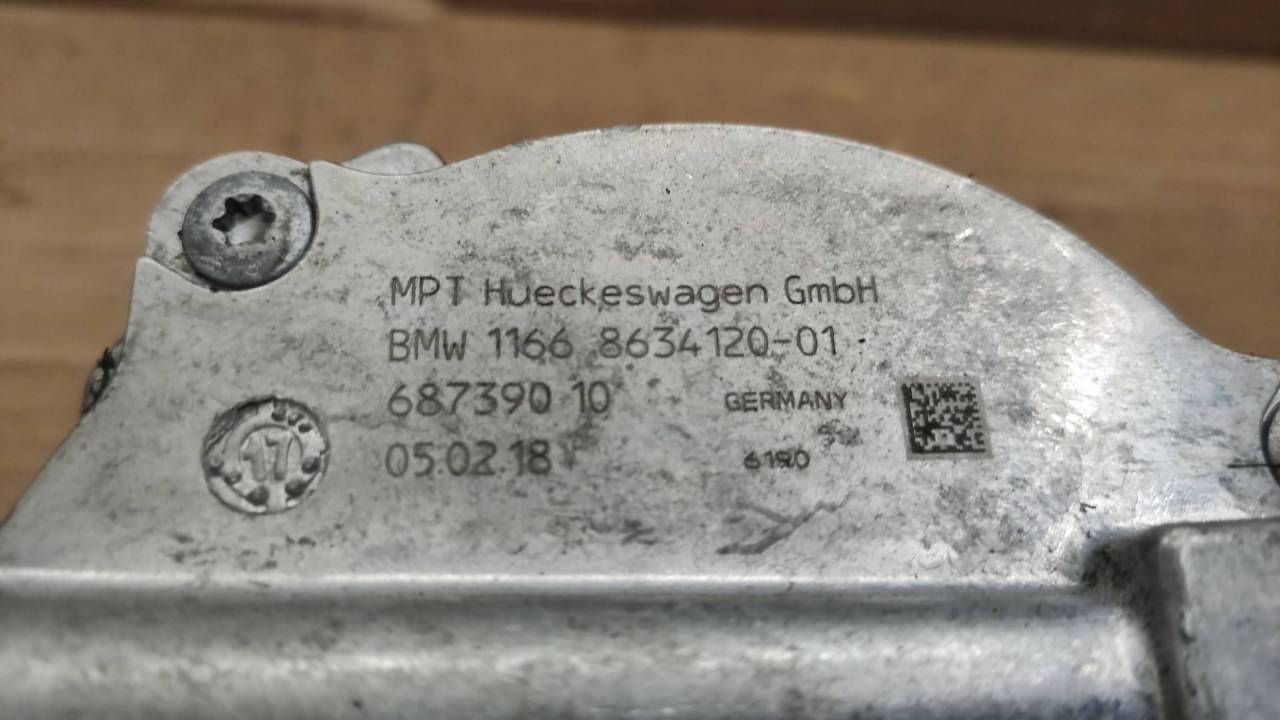 MPT Hueckeswagen GmbH
BMW 1166 8634120-01
687390 10 GERMANY
05.02.18 6190
17